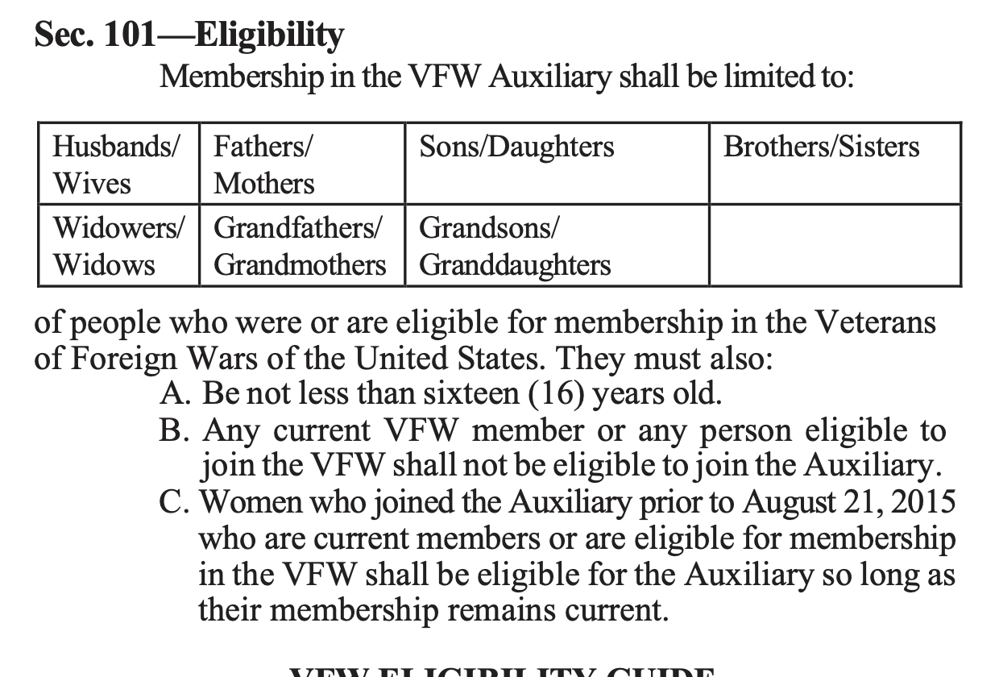 Sec. 101—Eligibility
Membership in the VFW Auxiliary shall be limited to:
Husbands/ Fathers/ Sons/Daughters Brothers/Sisters
Wives Mothers
Widowers/ Grandfathers/ Grandsons/
Widows Grandmothers Granddaughters
of people who were or are eligible for membership in the Veterans
of Foreign Wars of the United States. They must also:
A. Be not less than sixteen (16) years old.
B. Any current VFW member or any person eligible to
join the VFW shall not be eligible to join the Auxiliary.
C. Women who joined the Auxiliary prior to August 21, 2015
who are current members or are eligible for membership
in the VFW shall be eligible for the Auxiliary so long as
their membership remains current.
VFW ELIGIBILITY GUIDE